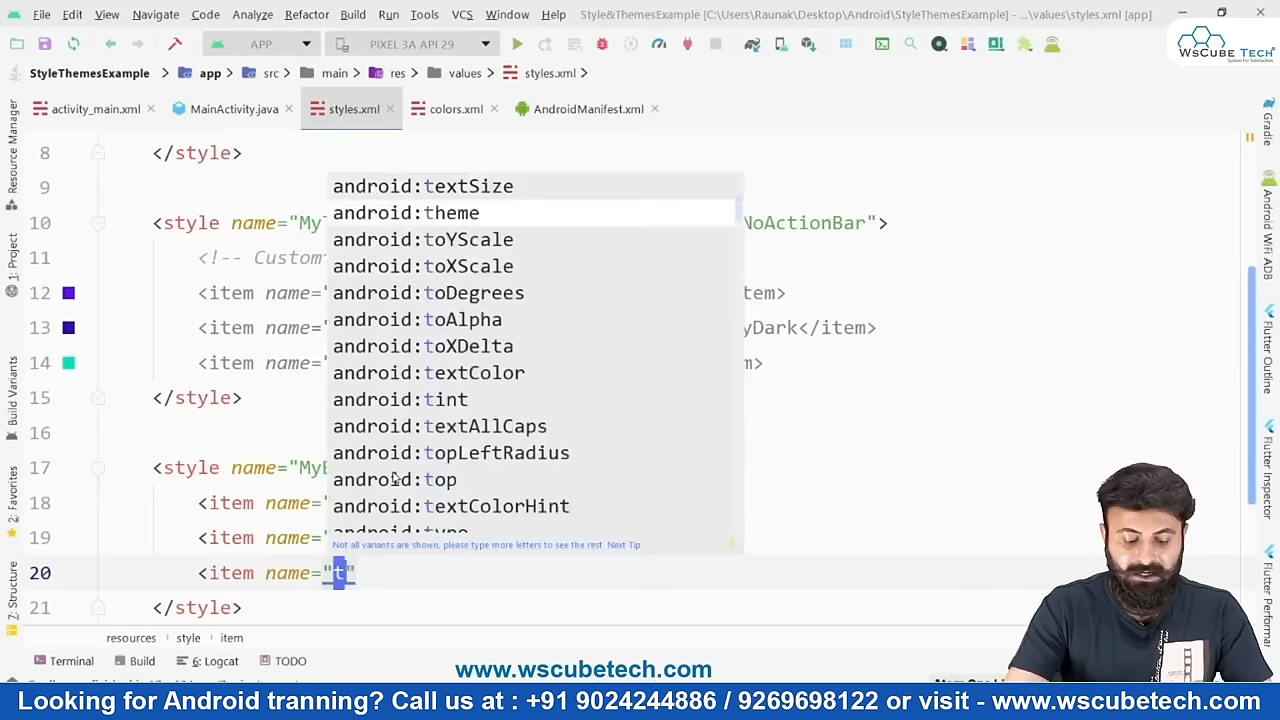 File Edit View Navigate Code Analyze Refactor Build Run Tools VCS Window Help Style&ThemesExample [C:\Users\Raunak\Desktop\Android\StyleThemesExample] - ...\values\styles.xml [app]
APP PIXEL 3A API 29
WsCube Tech
StyleThemesExample app src main res values styles.xml
activity_main.xml MainActivity.java styles.xml colors.xml AndroidManifest.xml
Resource Manager
1: Project
Build Variants
2: Favorites
7: Structure
8 </style>
9
10 <style name="My NoActionBar">
11 <!-- Custom
12 <item name=" tem>
13 <item name=" yDark</item>
14 <item name=" m>
15 </style>
16
17 <style name="My
18 <item name="
19 <item name="
20 <item name="t"
21 </style>
android:textSize
android:theme
android:toYScale
android:toXScale
android:toDegrees
android:toAlpha
android:toXDelta
android:textColor
android:tint
android:textAllCaps
android:topLeftRadius
android:top
android:textColorHint
android:type
Not all variants are shown, please type more letters to see the rest Next Tip
Gradle
Android WiFi ADB
Flutter Outline
Flutter Inspector
Flutter Performa
resources style item
Terminal Build 6: Logcat TODO
www.wscubetech.com
Looking for Android tranning? Call us at : +91 9024244886 / 9269698122 or visit - www.wscubetech.com